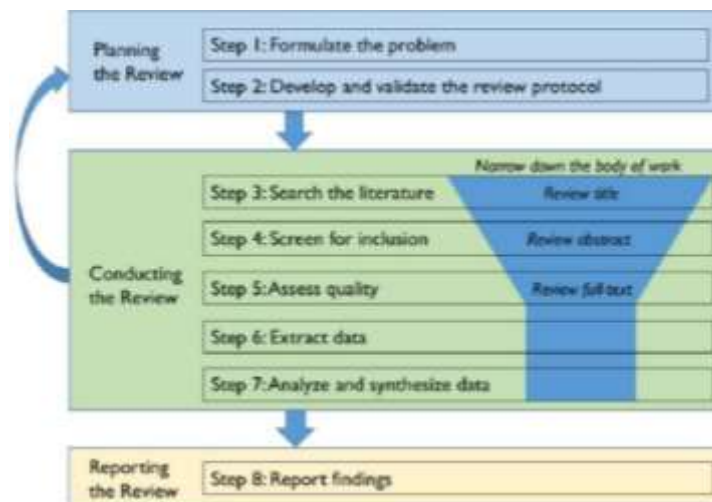 Planning
the Review
Step 1: Formulate the problem
Step 2: Develop and validate the review protocol
Narrow down the body of work
Step 3: Search the literature
Review title
Step 4: Screen for inclusion
Review abstract
Conducting
the Review
Step 5: Assess quality
Review full-text
Step 6: Extract data
Step 7: Analyze and synthesize data
Reporting
the Review
Step 8: Report findings